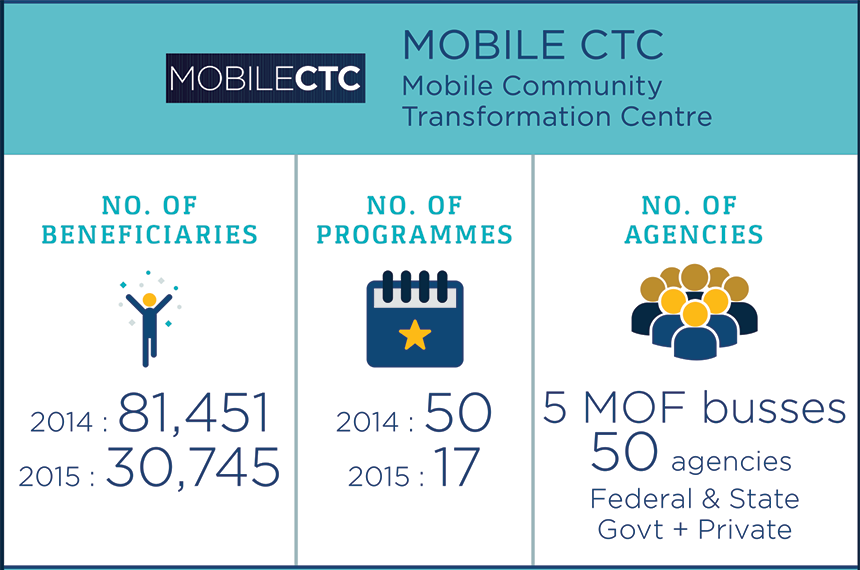 MOBILECTC
MOBILE CTC
Mobile Community
Transformation Centre
NO. OF
BENEFICIARIES
2014 : 81,451
2015 : 30,745
NO. OF
PROGRAMMES
2014 : 50
2015 : 17
NO. OF
AGENCIES
5 MOF busses
50 agencies
Federal & State
Govt + Private